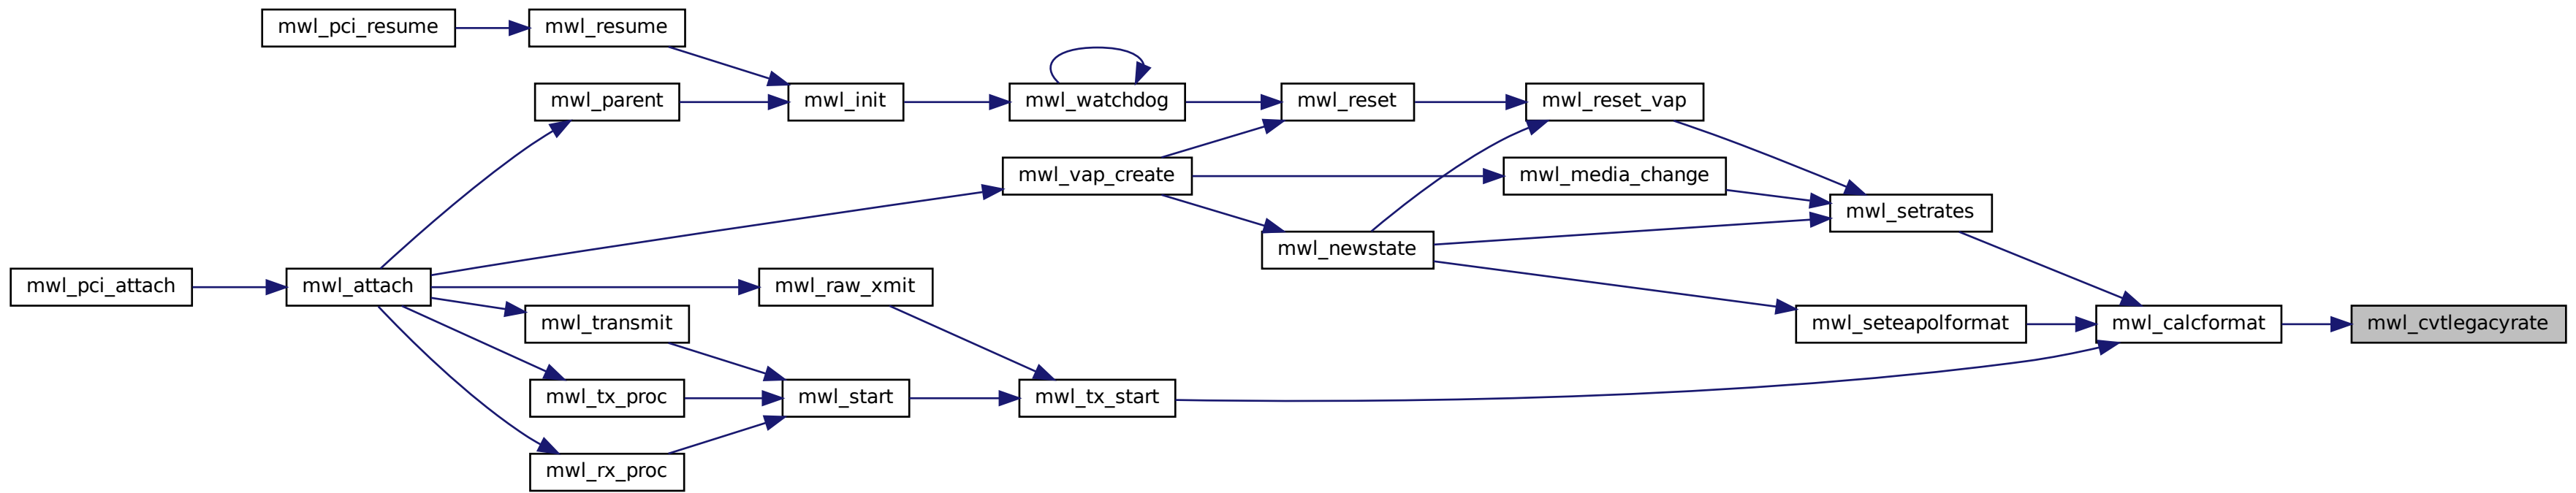 mwl_pci_resume
mwl_resume
mwl_parent
mwl_init
mwl_watchdog
mwl_reset
mwl_reset_vap
mwl_vap_create
mwl_media_change
mwl_setrates
mwl_newstate
mwl_pci_attach
mwl_attach
mwl_raw_xmit
mwl_transmit
mwl_seteapolformat
mwl_calcformat
mwl_cvtlegacyrate
mwl_tx_proc
mwl_start
mwl_tx_start
mwl_rx_proc